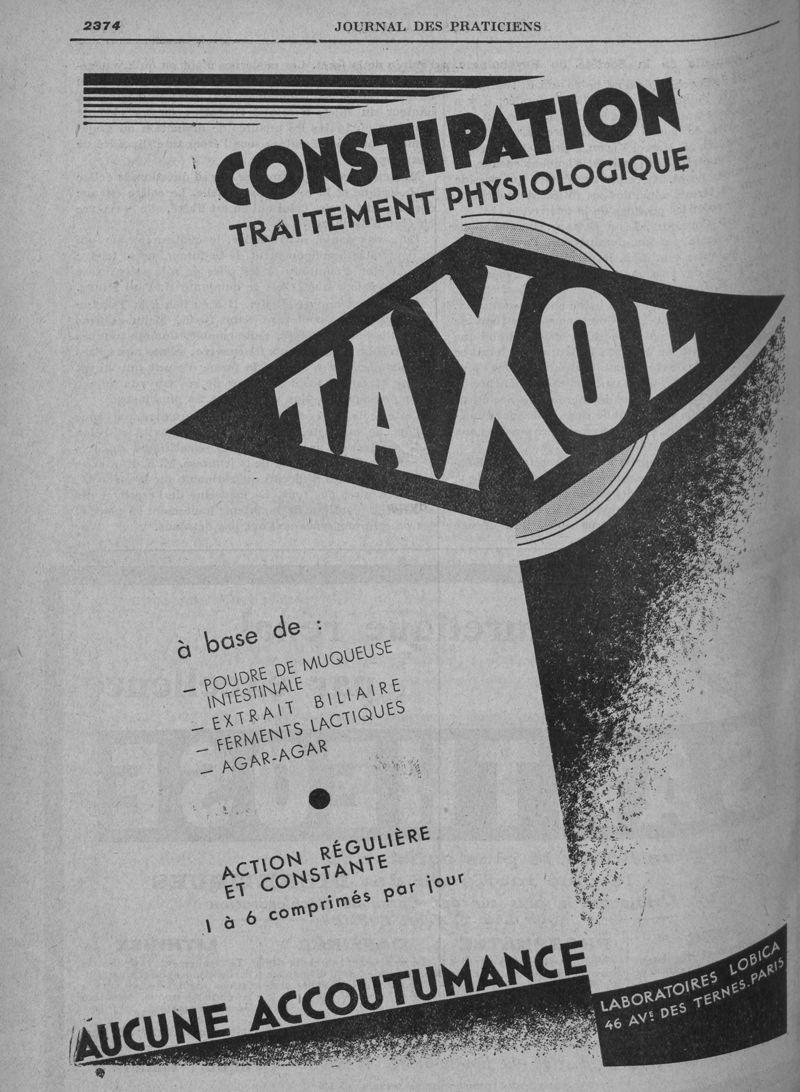 2374
JOURNAL DES PRATICIENS
CONSTIPATION
TRAITEMENT PHYSIOLOGIQUE
TAXOL
à base de :
— POUDRE DE MUQUEUSE
INTESTINALE
— EXTRAIT BILIAIRE
— FERMENTS LACTIQUES
— AGAR-AGAR
ACTION RÉGULIÈRE
ET CONSTANTE
1 à 6 comprimés par jour
AUCUNE ACCOUTUMANCE
LABORATOIRES LOBICA
46 AVE DES TERNES. PARIS